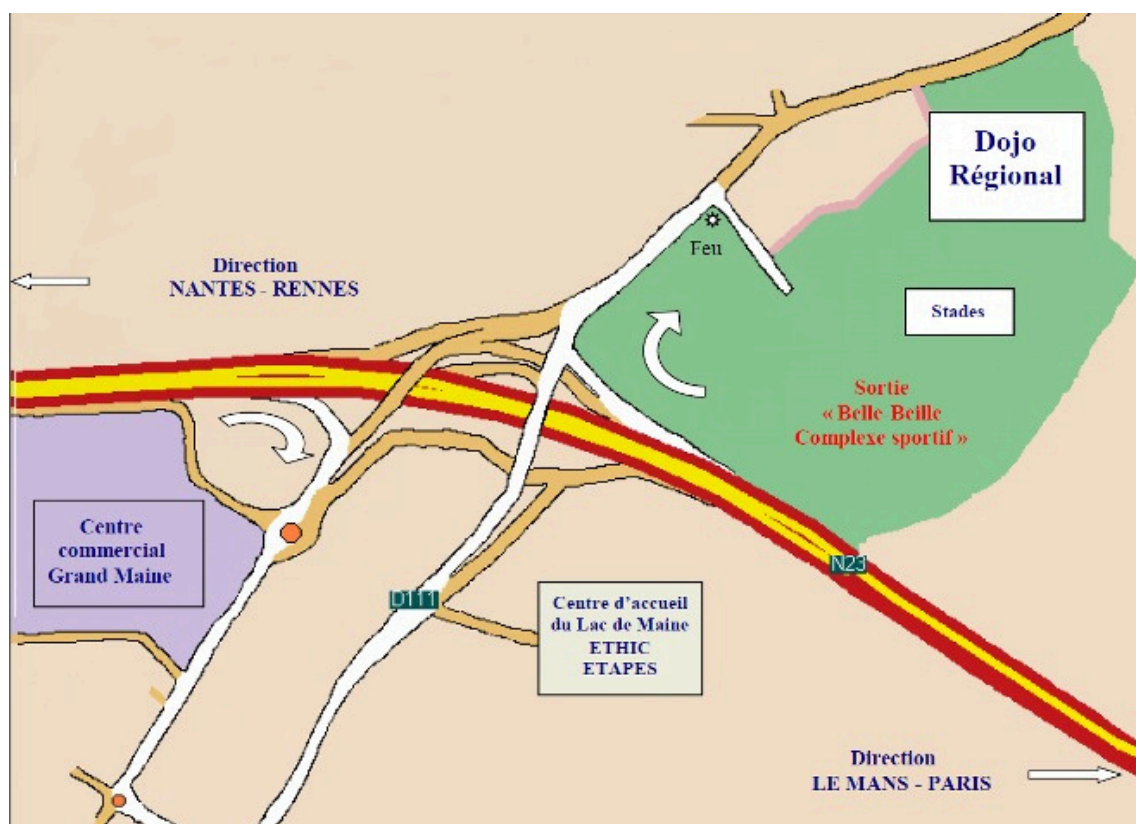 Dojo
Régional
Feu
Direction
NANTES - RENNES
Stades
Sortie
« Belle Beille
Complexe sportif »
Centre
commercial
Grand Maine
N23
D111
Centre d'accueil
du Lac de Maine
ETHIC
ETAPES
Direction
LE MANS - PARIS